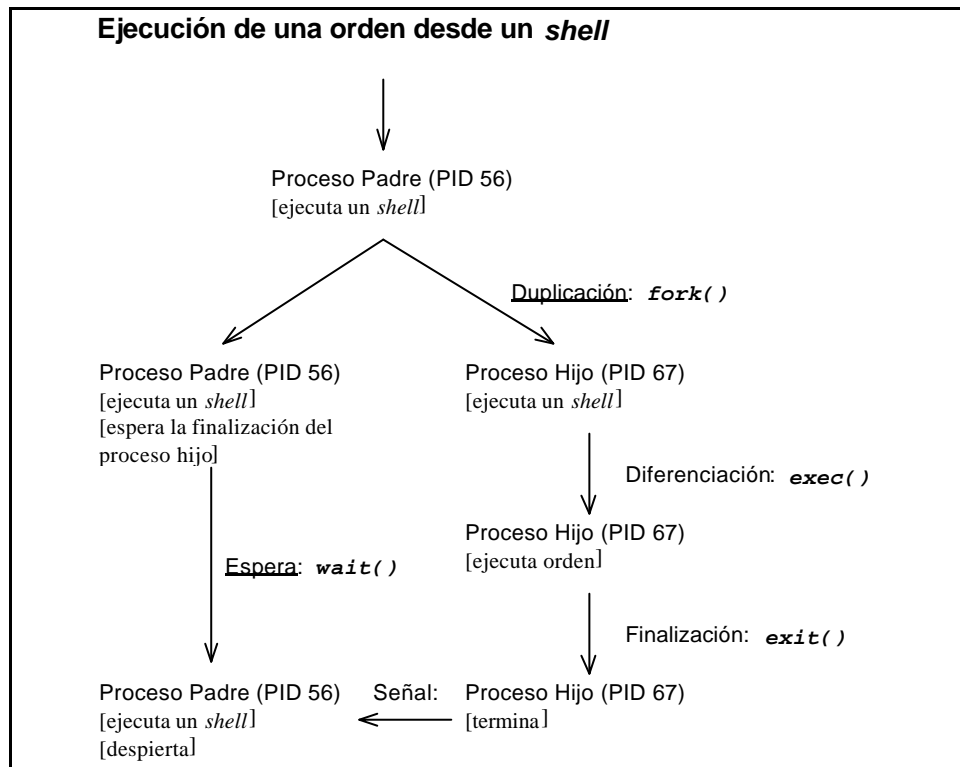 Ejecución de una orden desde un shell
Proceso Padre (PID 56)
[ejecuta un shell]
Duplicación: fork()
Proceso Padre (PID 56)
[ejecuta un shell]
[espera la finalización del
proceso hijo]
Proceso Hijo (PID 67)
[ejecuta un shell]
Diferenciación: exec()
Proceso Hijo (PID 67)
[ejecuta orden]
Espera: wait()
Finalización: exit()
Proceso Padre (PID 56)
[ejecuta un shell]
[despierta]
Señal:
Proceso Hijo (PID 67)
[termina]